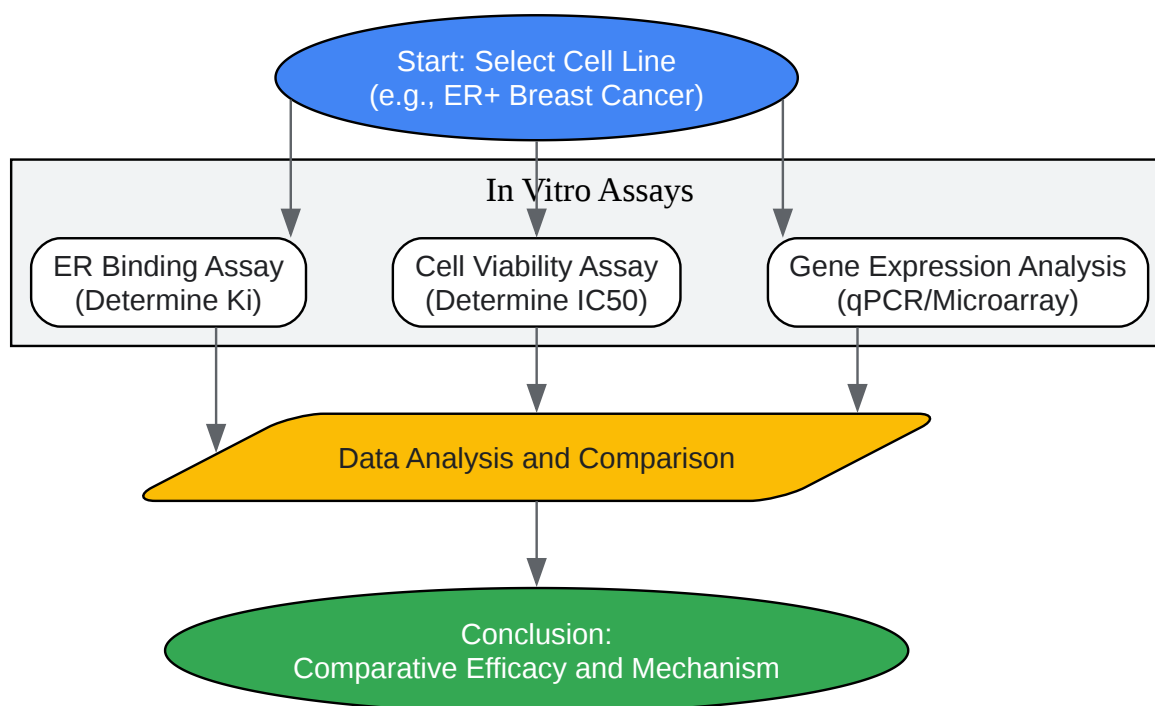 Start: Select Cell Line
(e.g., ER+ Breast Cancer)
In Vitro Assays
ER Binding Assay
(Determine Ki)
Cell Viability Assay
(Determine IC50)
Gene Expression Analysis
(qPCR/Microarray)
Data Analysis and Comparison
Conclusion:
Comparative Efficacy and Mechanism